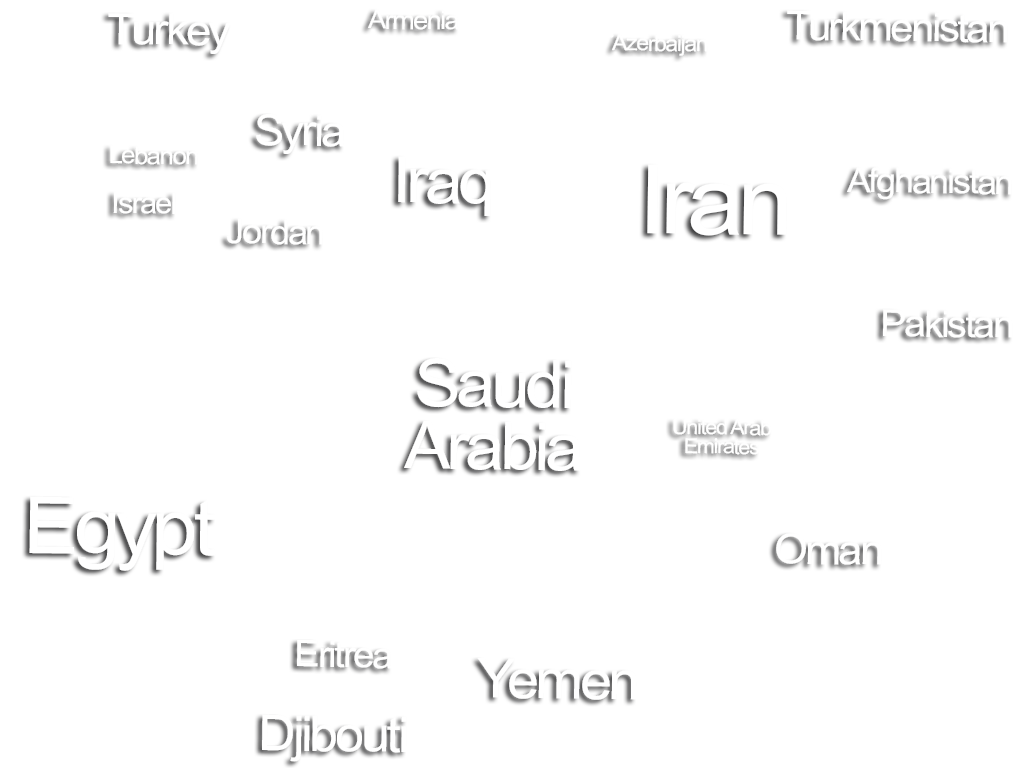 Turkey
Armenia
Azerbaijan
Turkmenistan
Syria
Lebanon
Iraq
Iran
Afghanistan
Israel
Jordan
Pakistan
Saudi
Arabia
United Arab
Emirates
Egypt
Oman
Eritrea
Yemen
Djibouti